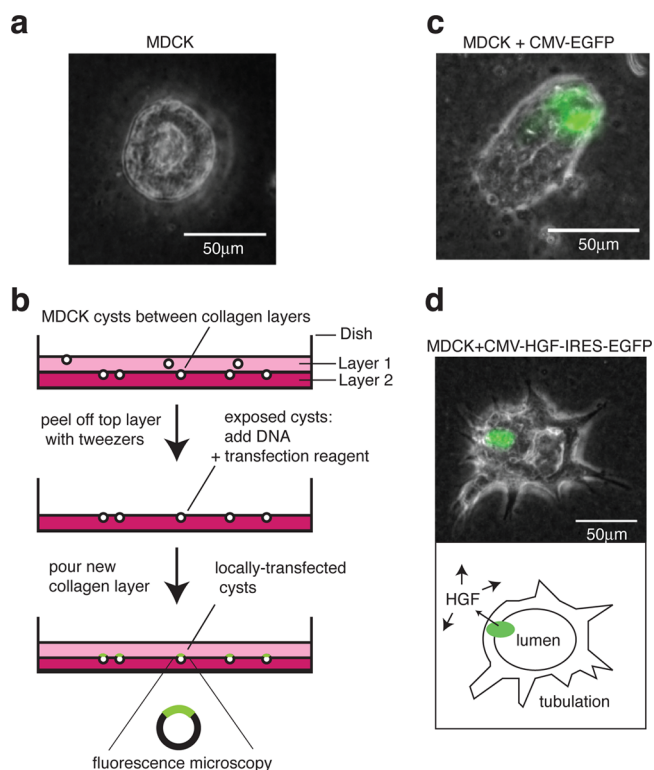 a
MDCK
50μm
b
MDCK cysts between collagen layers
Dish
Layer 1
Layer 2
peel off top layer
with tweezers
exposed cysts:
add DNA
+ transfection reagent
pour new
collagen layer
locally-transfected
cysts
fluorescence microscopy
c
MDCK + CMV-EGFP
50μm
d
MDCK+CMV-HGF-IRES-EGFP
50μm
HGF
lumen
tubulation